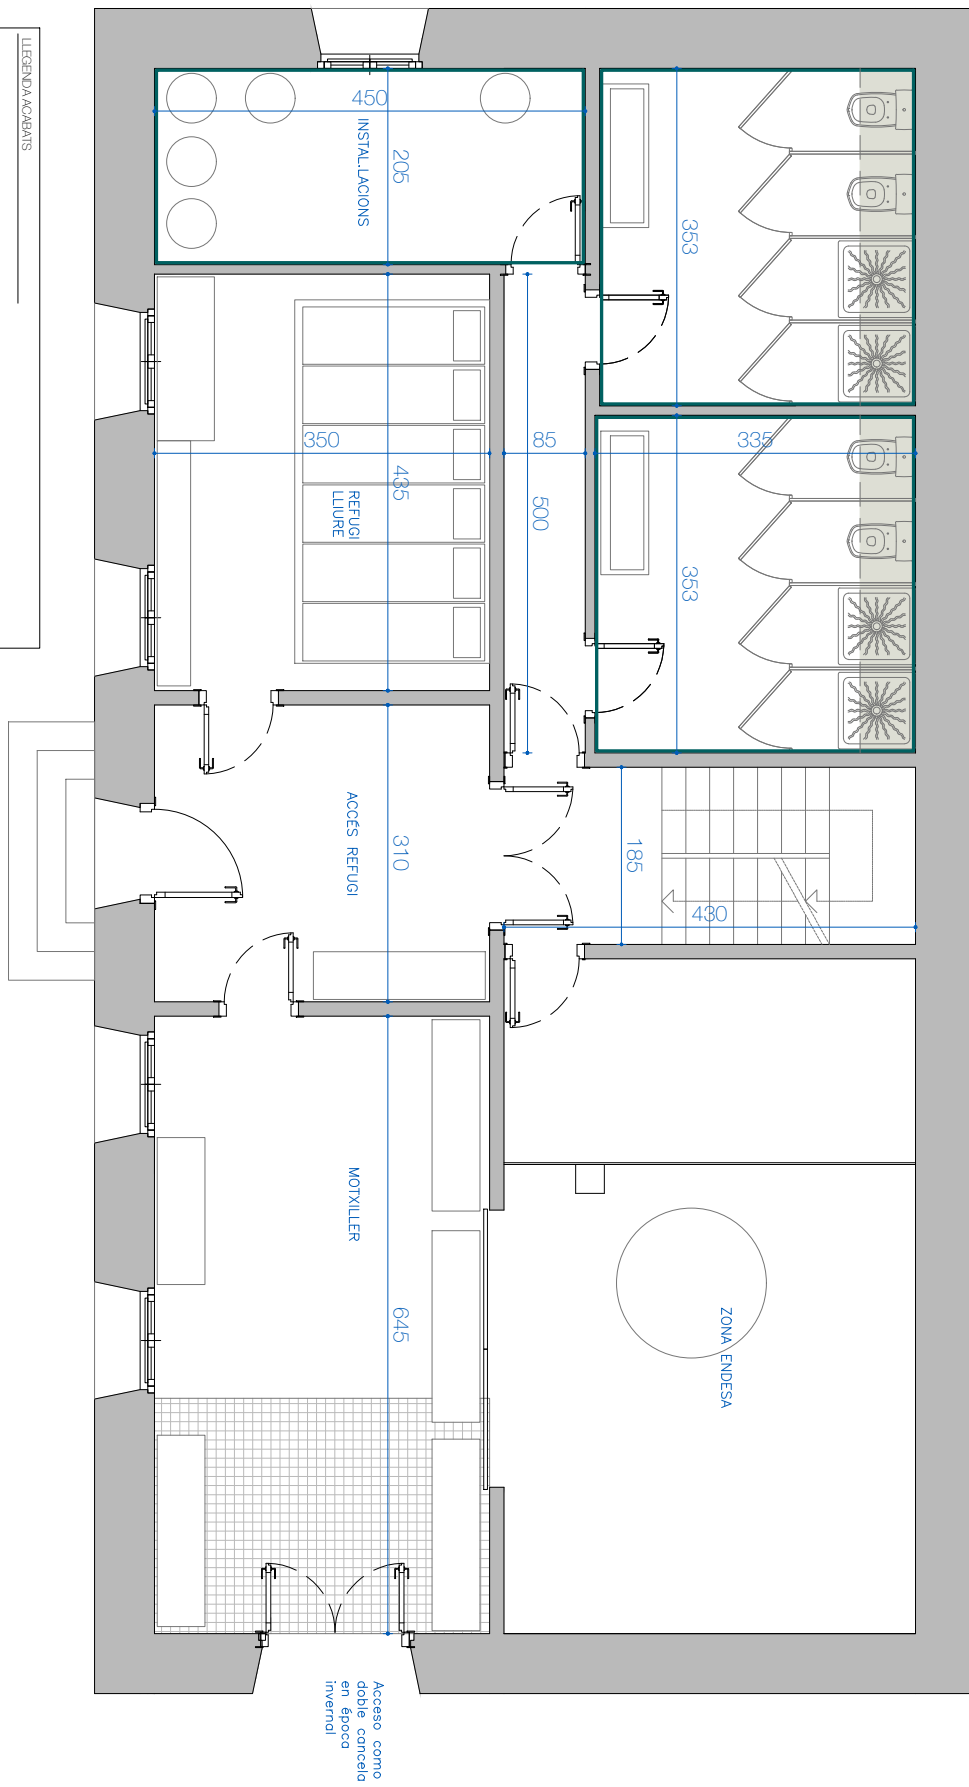 LLEGENDA ACABATS
450
INSTAL.LACIONS
205
353
350
435
REFUGI
LLIURE
85
500
335
353
ACCÉS REFUGI
310
185
430
MOTXILLER
645
ZONA ENDESA
Acceso como
doble cancela
en época
invernal